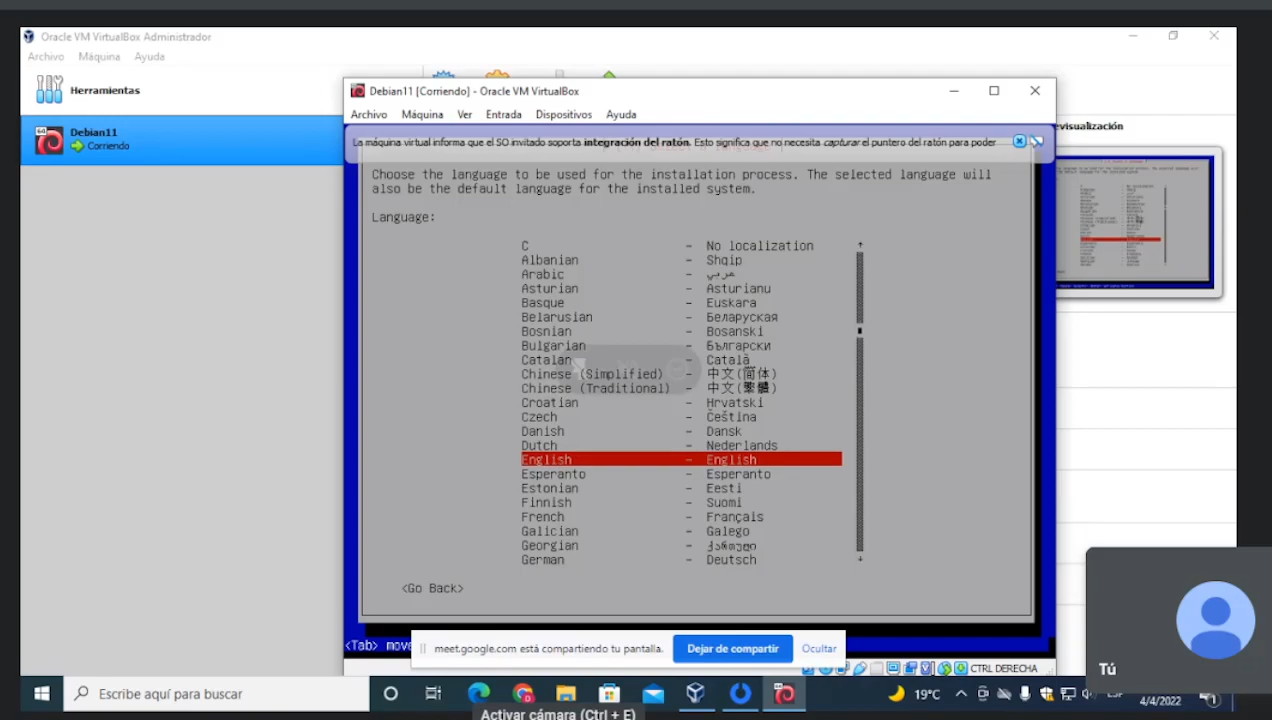 Oracle VM VirtualBox Administrador
Archivo Máquina Ayuda
Herramientas
Debian11
Corriendo
Debian11 [Corriendo] - Oracle VM VirtualBox
Archivo Máquina Ver Entrada Dispositivos Ayuda
evisualización
La máquina virtual informa que el SO invitado soporta integración del ratón. Esto significa que no necesita capturar el puntero del ratón para poder
Choose the language to be used for the installation process. The selected language will
also be the default language for the installed system.
Language:
C - No localization
Albanian - Shqip
Arabic - عربي
Asturian - Asturianu
Basque - Euskara
Belarusian - Беларуская
Bosnian - Bosanski
Bulgarian - Български
Catalan - Català
Chinese (Simplified) - 中文(简体)
Chinese (Traditional) - 中文(繁體)
Croatian - Hrvatski
Czech - Čeština
Danish - Dansk
Dutch - Nederlands
English - English
Esperanto - Esperanto
Estonian - Eesti
Finnish - Suomi
French - Français
Galician - Galego
Georgian - ქართული
German - Deutsch
<Go Back>
<Tab> move
meet.google.com está compartiendo tu pantalla. Dejar de compartir Ocultar
CTRL DERECHA
Tú
Escribe aquí para buscar
19°C
4/4/2022
1
Activar cámara (Ctrl + E)